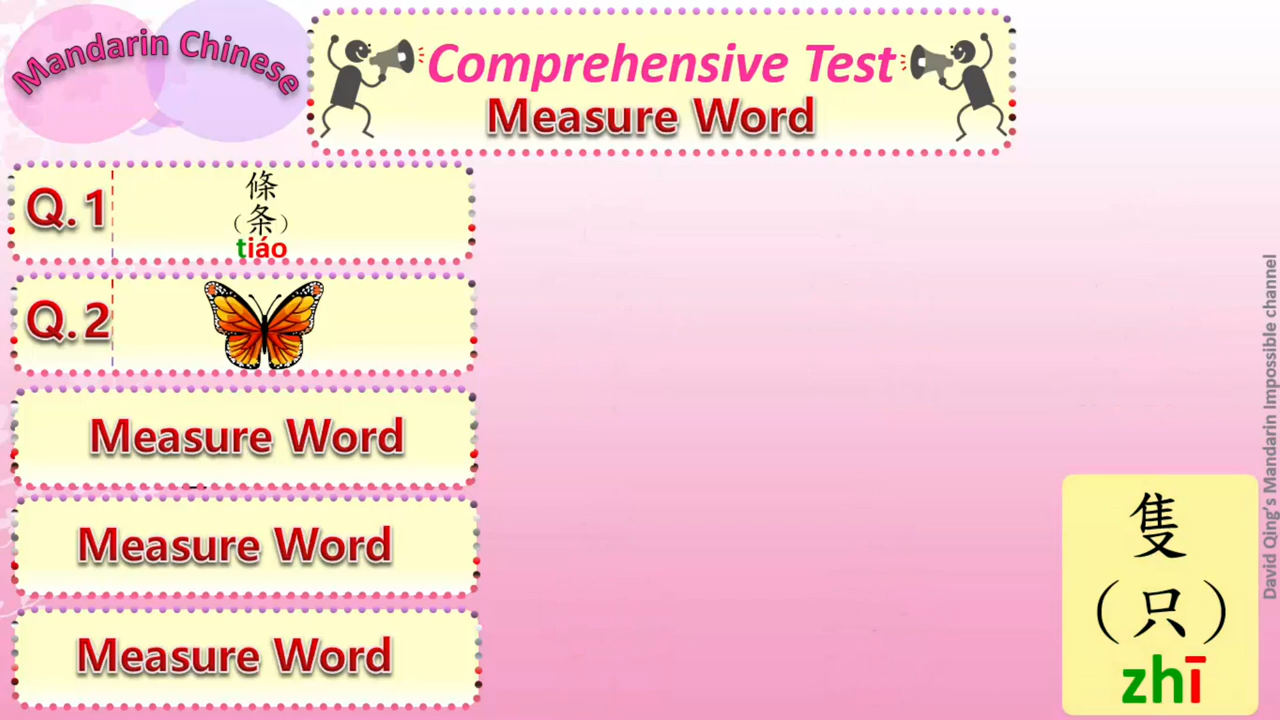 Mandarin Chinese
Comprehensive Test
Measure Word
Q.1
條
(条)
tiáo
Q.2
Measure Word
Measure Word
Measure Word
隻
(只)
zhī
David Qing's Mandarin Impossible channel